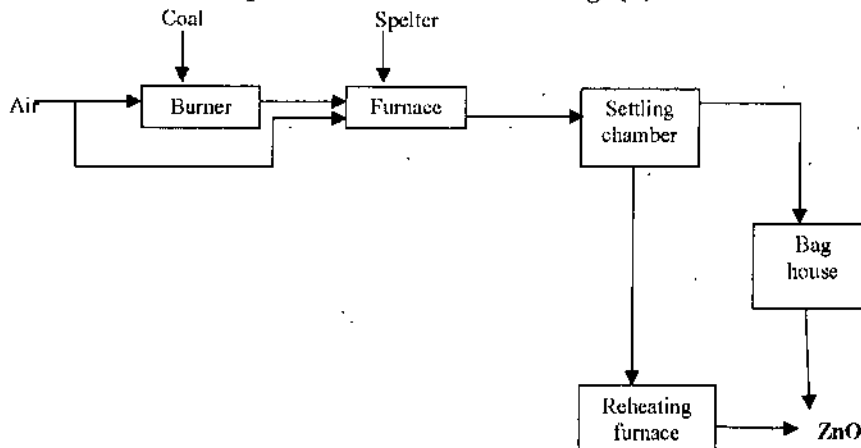 Coal
Spelter
Air
Burner
Furnace
Settling
chamber
Bag
house
Reheating
furnace
ZnO